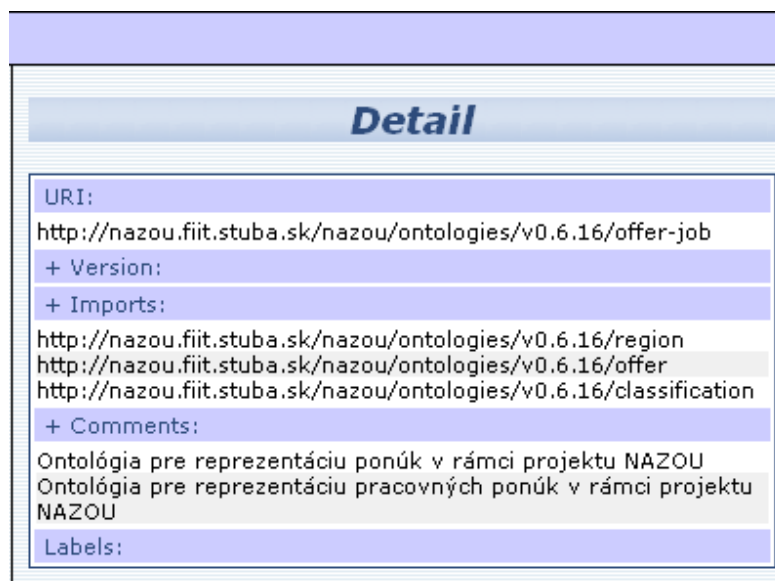 Detail
URI:
http://nazou.fiit.stuba.sk/nazou/ontologies/v0.6.16/offer-job
+ Version:
+ Imports:
http://nazou.fiit.stuba.sk/nazou/ontologies/v0.6.16/region
http://nazou.fiit.stuba.sk/nazou/ontologies/v0.6.16/offer
http://nazou.fiit.stuba.sk/nazou/ontologies/v0.6.16/classification
+ Comments:
Ontológia pre reprezentáciu ponúk v rámci projektu NAZOU
Ontológia pre reprezentáciu pracovných ponúk v rámci projektu
NAZOU
Labels: